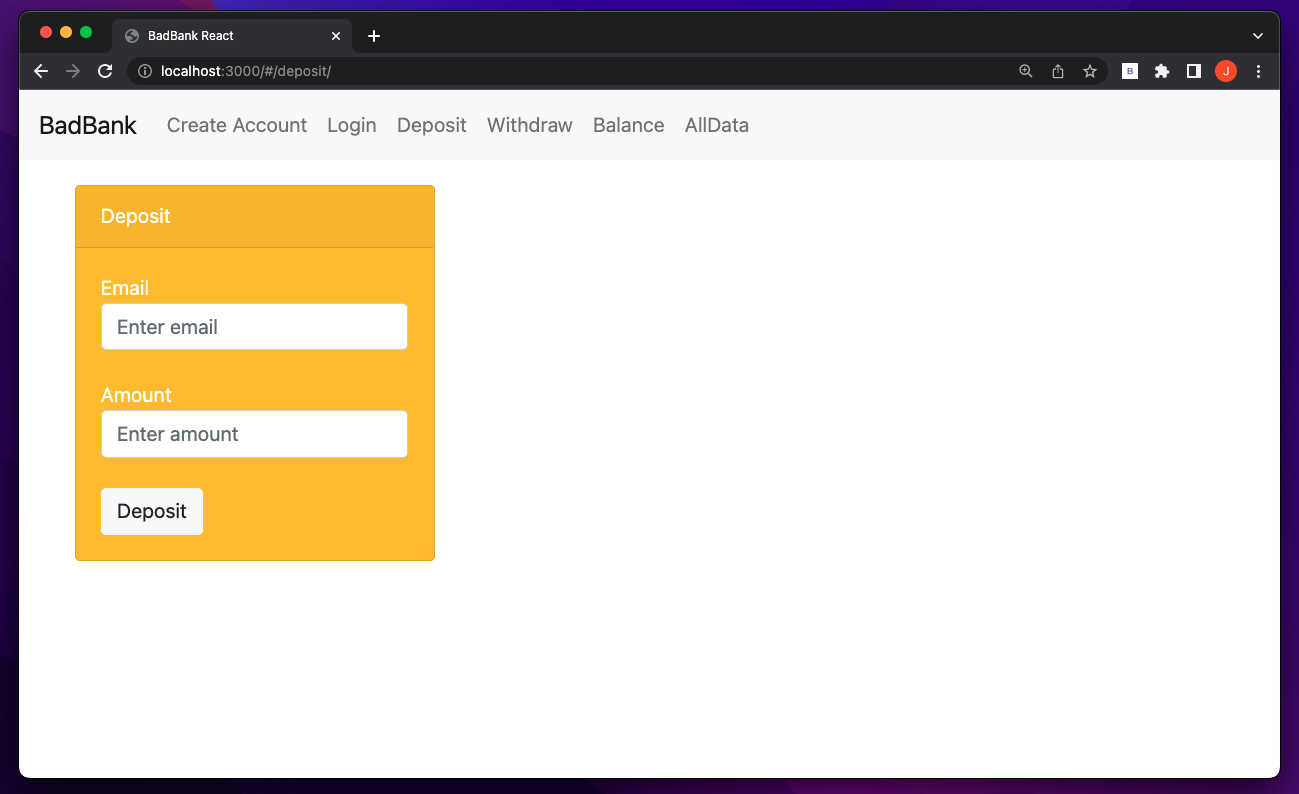 BadBank React
localhost:3000/#/deposit/
B
J
BadBank Create Account Login Deposit Withdraw Balance AllData
Deposit
Email
Enter email
Amount
Enter amount
Deposit